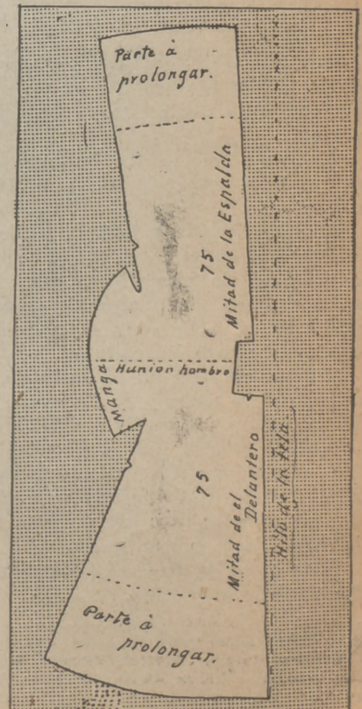 Parte á
prolongar.
75
Mitad de la Espalda
Hunion hombro
Manga
75
Mitad de el
Delantero
Hilo de la tela
Parte á
prolongar.